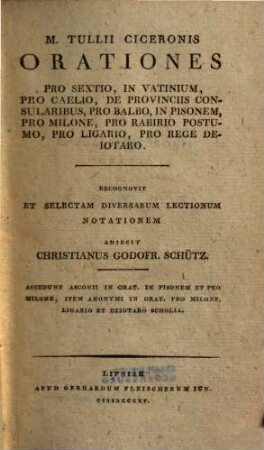 M. TULLII CICERONIS
ORATIONES
PRO SEXTIO, IN VATINIUM,
PRO CAELIO, DE PROVINCIIS CON-
SULARIBUS, PRO BALBO, IN PISONEM,
PRO MILONE, PRO RABIRIO POSTU-
MO, PRO LIGARIO, PRO REGE DE-
IOTARO.
RECOGNOVIT
ET SELECTAM DIVERSARUM LECTIONUM
NOTATIONEM
ADIECIT
CHRISTIANUS GODOFR. SCHÜTZ.
ACCEDUNT ASCONII IN ORAT. IN PISONEM ET PRO
MILONE, ITEM ANONYMI IN ORAT. PRO MILONE,
LIGARIO ET DEIOTARO SCHOLIA.
LIPSIAE
APUD GERHARDUM FLEISCHERUM IUN.
CIƆIƆCCCXV.